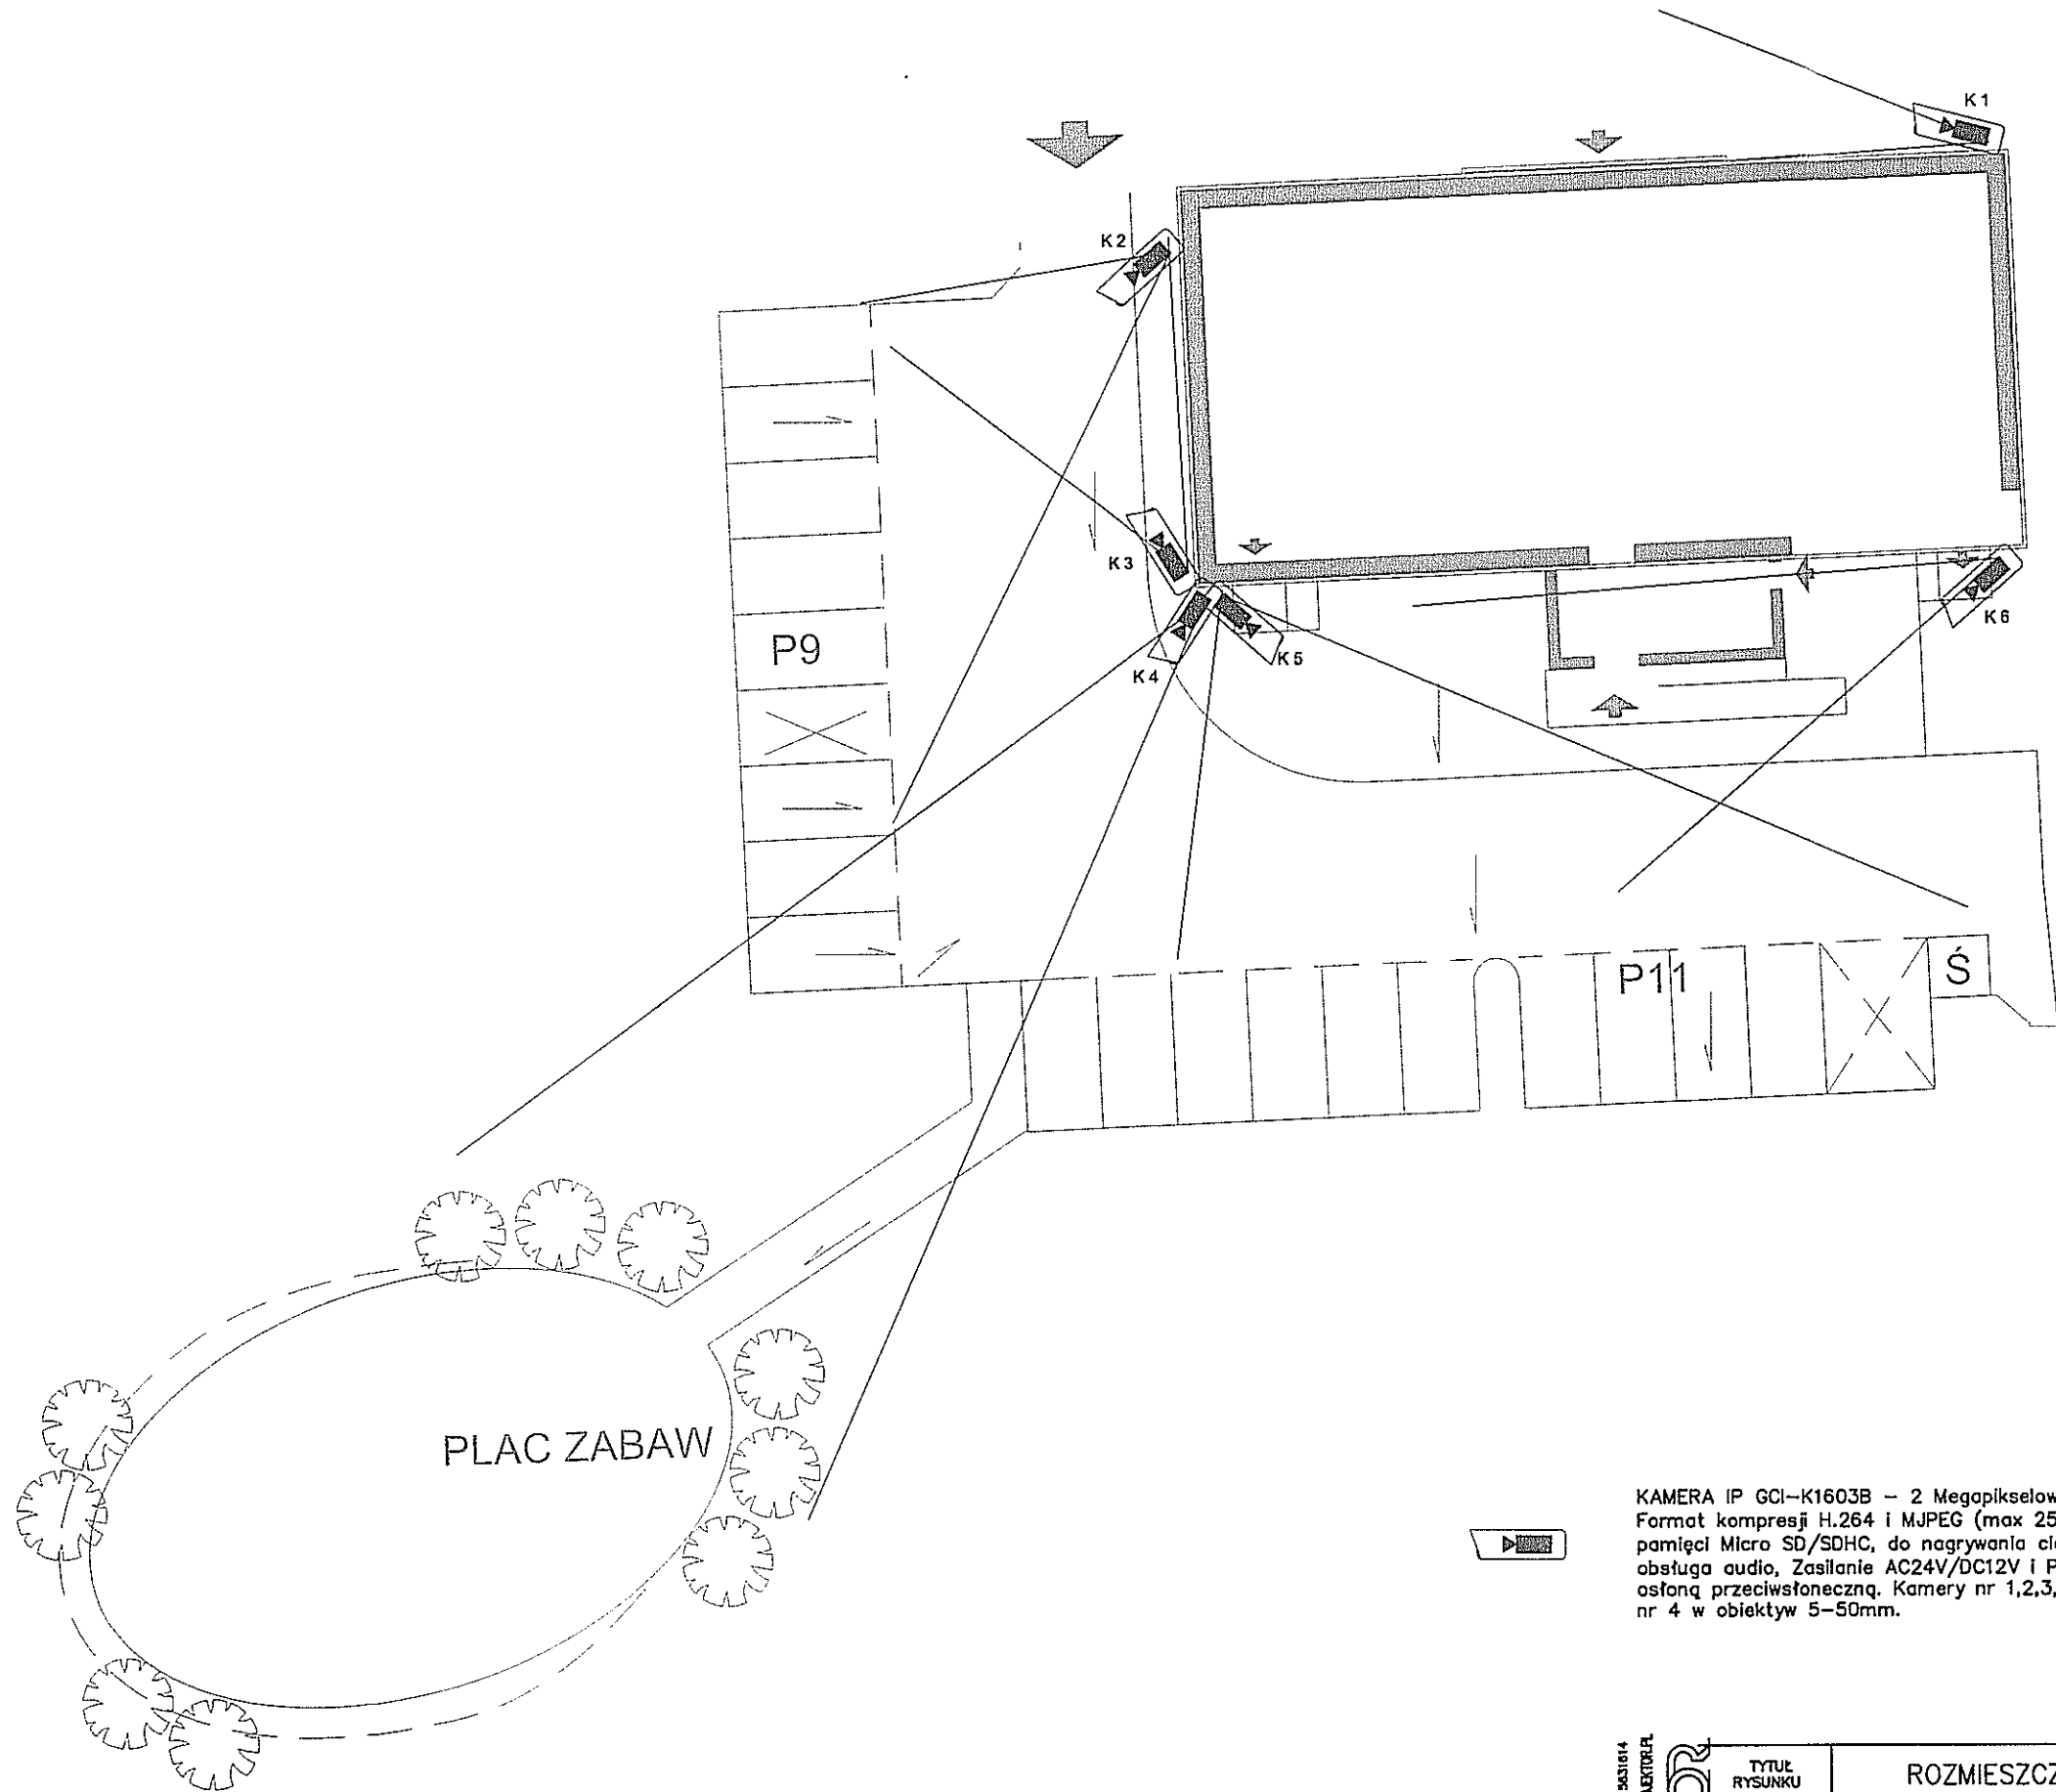 K1
K2
K3
K4
K5
K6
P9
P11
Ś
PLAC ZABAW
KAMERA IP GCI-K1603B - 2 Megapikselow
Format kompresji H.264 i MJPEG (max 25
pamięci Micro SD/SDHC, do nagrywania
obsługa audio, Zasilanie AC24V/DC12V i P
osłoną przeciwsłoneczną. Kamery nr 1,2,3,
nr 4 w obiektyw 5-50mm.
TYTUŁ
RYSUNKU
ROZMIESZCZ